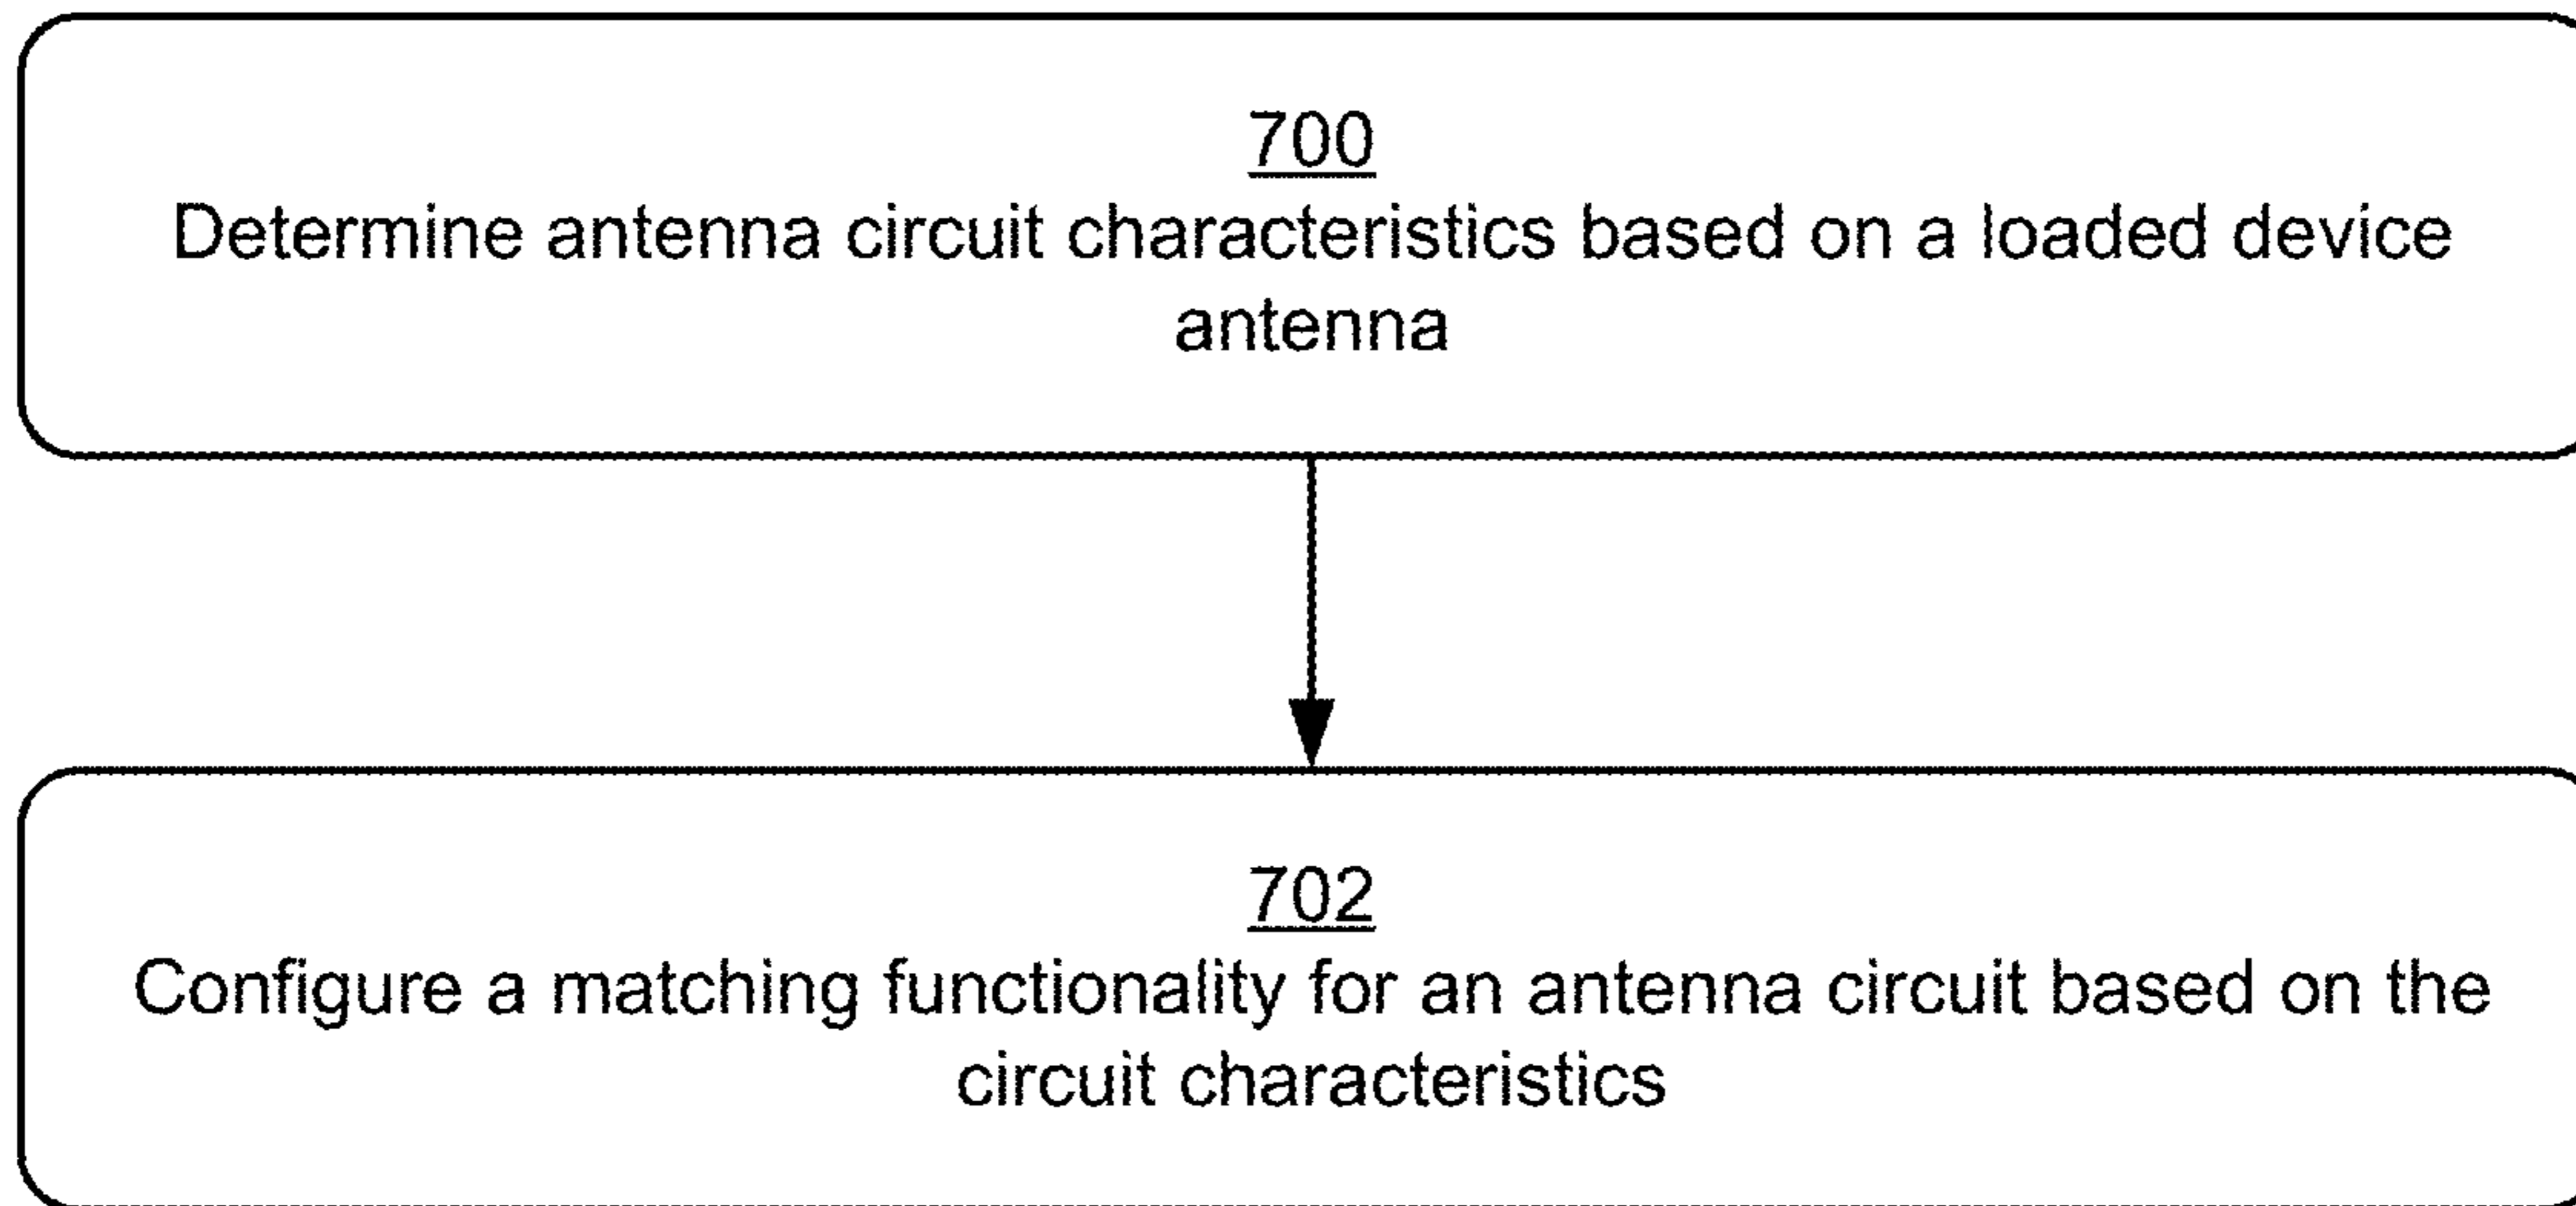 700
Determine antenna circuit characteristics based on a loaded device
antenna
702
Configure a matching functionality for an antenna circuit based on the
circuit characteristics